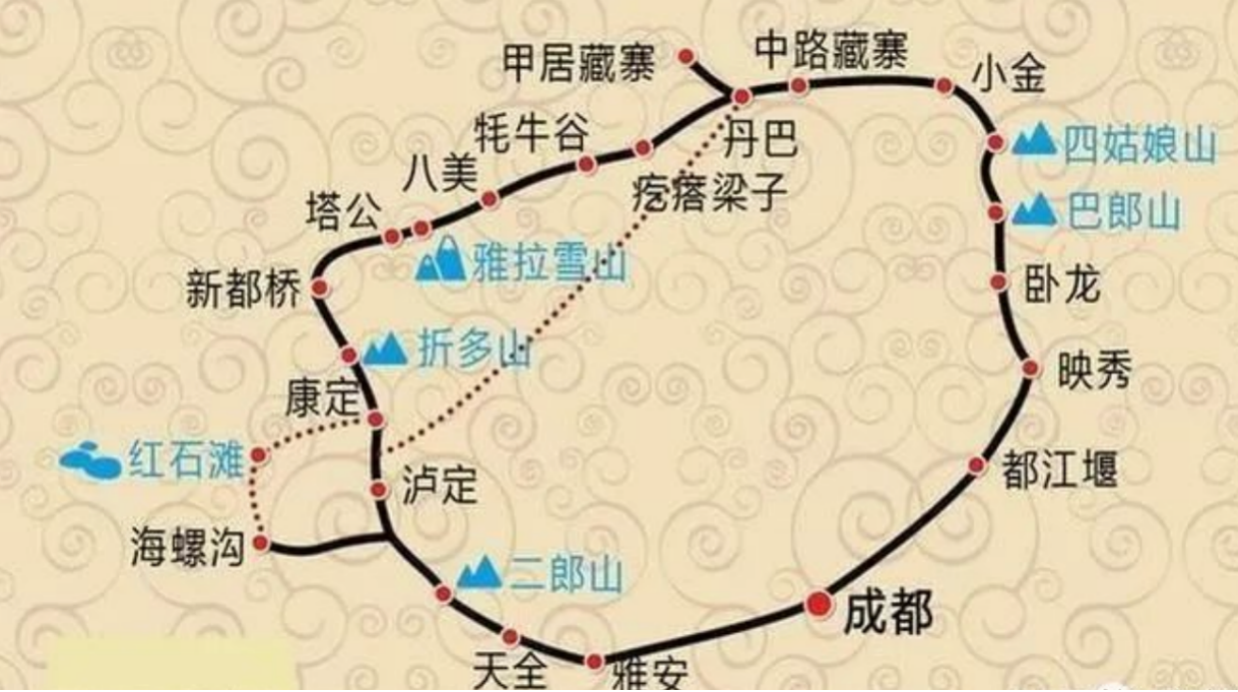 甲居藏寨
中路藏寨
小金
牦牛谷
丹巴
四姑娘山
八美
疙瘩梁子
塔公
巴郎山
雅拉雪山
新都桥
卧龙
折多山
映秀
康定
红石滩
都江堰
泸定
海螺沟
二郎山
成都
天全
雅安